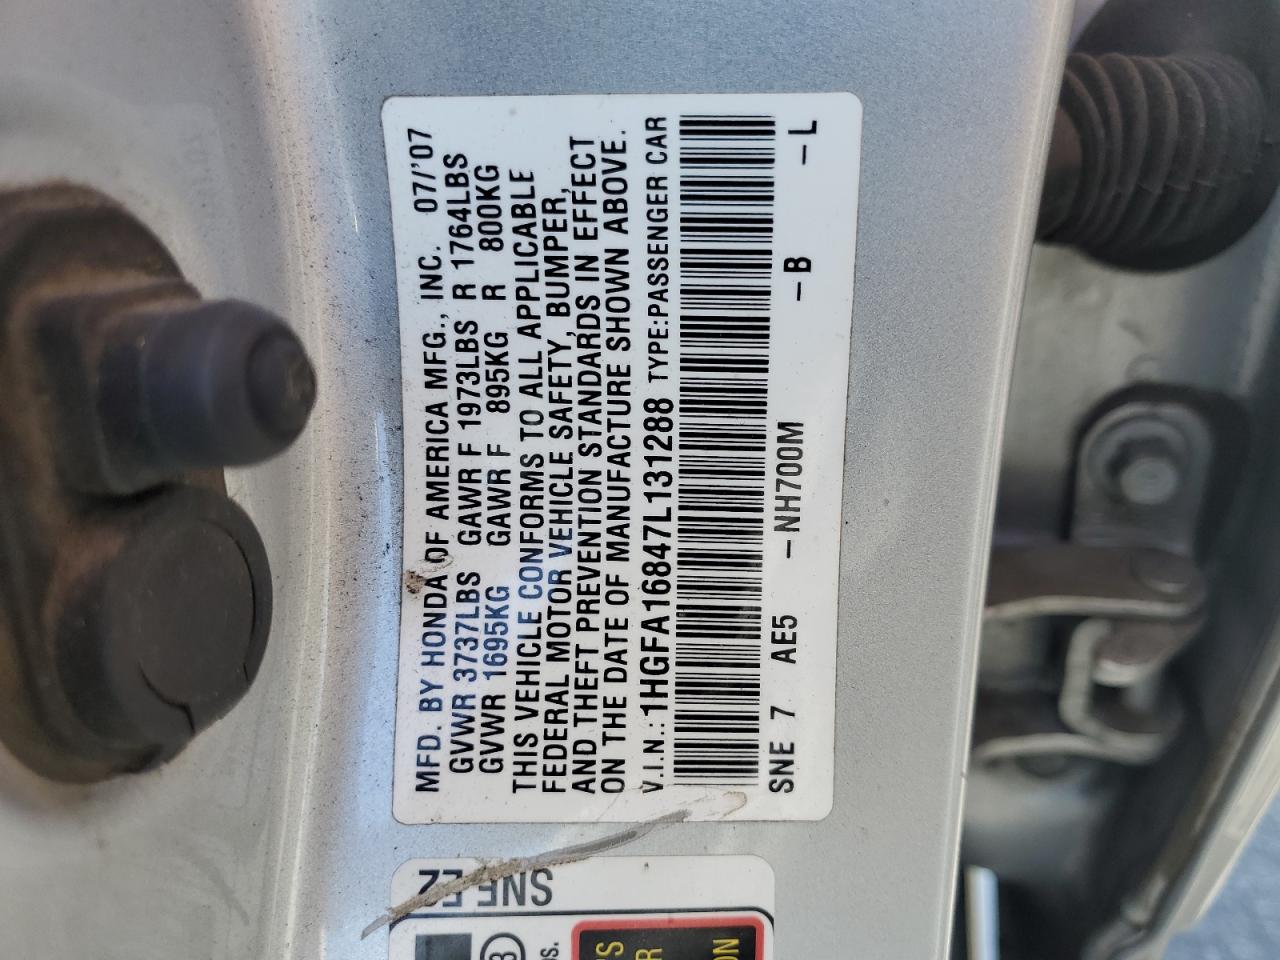 MFD. BY HONDA OF AMERICA MFG., INC. 07/'07
GVWR 3737LBS GAWR F 1973LBS R 1764LBS
GVWR 1695KG GAWR F 895KG R 800KG
THIS VEHICLE CONFORMS TO ALL APPLICABLE
FEDERAL MOTOR VEHICLE SAFETY, BUMPER,
AND THEFT PREVENTION STANDARDS IN EFFECT
ON THE DATE OF MANUFACTURE SHOWN ABOVE.
V.I.N.: 1HGFA16847L131288 TYPE:PASSENGER CAR
SNE 7 AE5 -NH700M -B -L
SNE E2